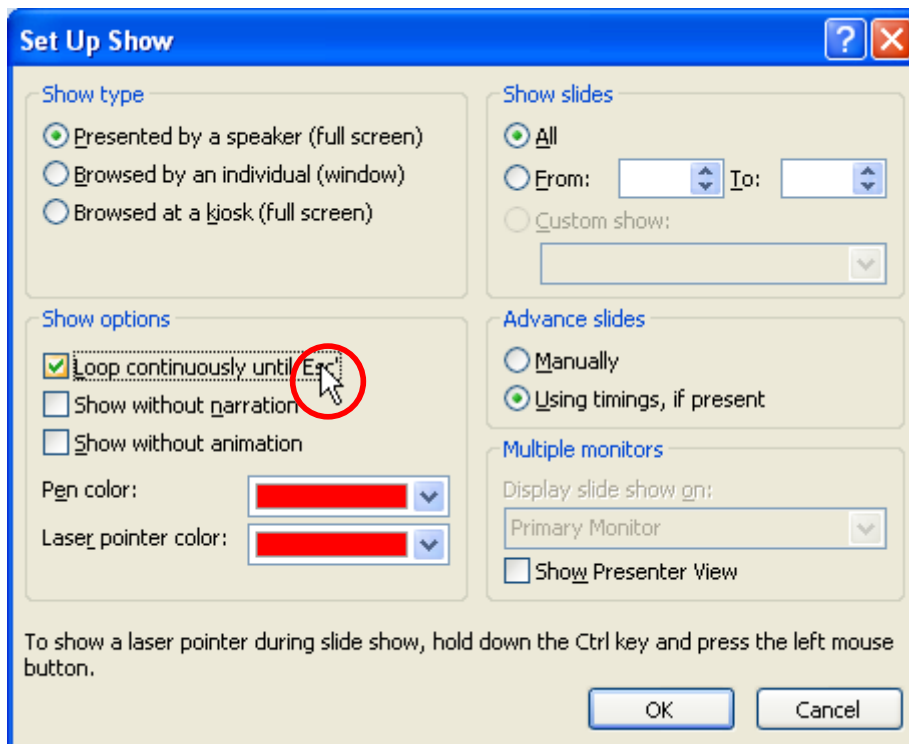 Set Up Show
Show type
Presented by a speaker (full screen)
Browsed by an individual (window)
Browsed at a kiosk (full screen)
Show slides
All
From: To:
Custom show:
Show options
Loop continuously until 'Esc'
Show without narration
Show without animation
Pen color:
Laser pointer color:
Advance slides
Manually
Using timings, if present
Multiple monitors
Display slide show on:
Primary Monitor
Show Presenter View
To show a laser pointer during slide show, hold down the Ctrl key and press the left mouse
button.
OK Cancel